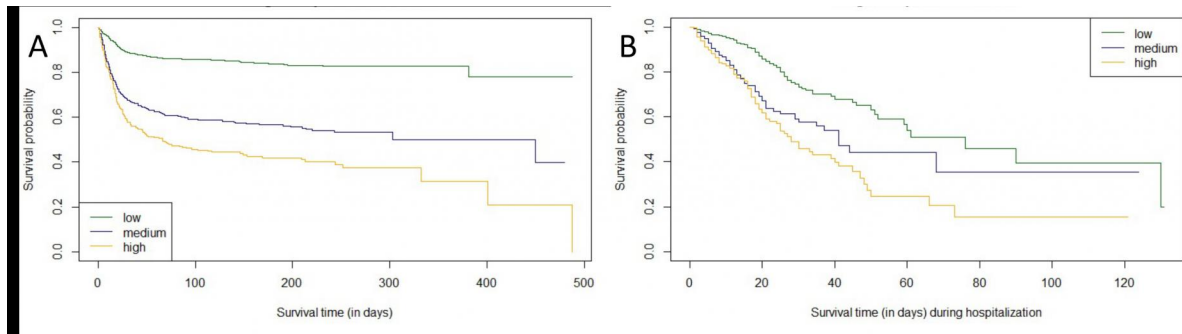 A
Survival probability
1.0
0.8
0.6
0.4
0.2
0.0
low
medium
high
0 100 200 300 400 500
Survival time (in days)
B
Survival probability
1.0
0.8
0.6
0.4
0.2
0.0
low
medium
high
0 20 40 60 80 100 120
Survival time (in days) during hospitalization